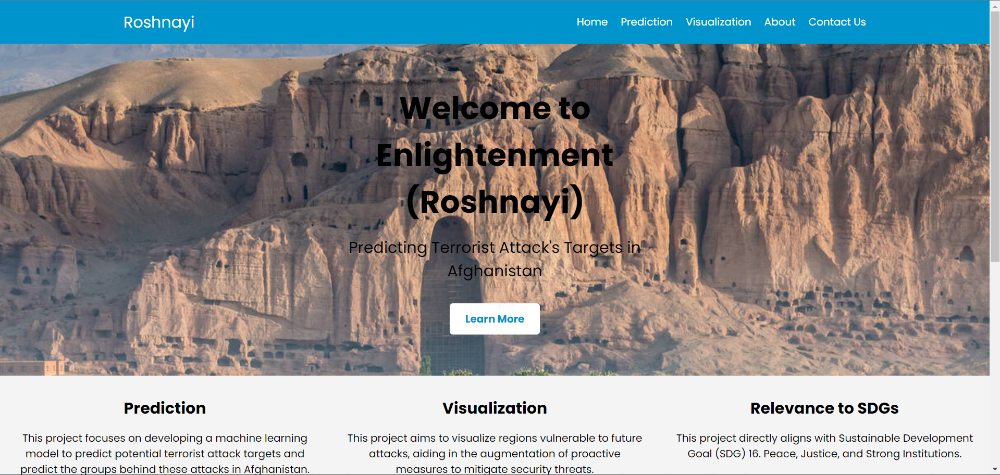 Roshnayi
Home Prediction Visualization About Contact Us
Welcome to
Enlightenment
(Roshnayi)
Predicting Terrorist Attack's Targets in
Afghanistan
Learn More
Prediction
This project focuses on developing a machine learning
model to predict potential terrorist attack targets and
predict the groups behind these attacks in Afghanistan.
Visualization
This project aims to visualize regions vulnerable to future
attacks, aiding in the augmentation of proactive
measures to mitigate security threats.
Relevance to SDGs
This project directly aligns with Sustainable Development
Goal (SDG) 16. Peace, Justice, and Strong Institutions.